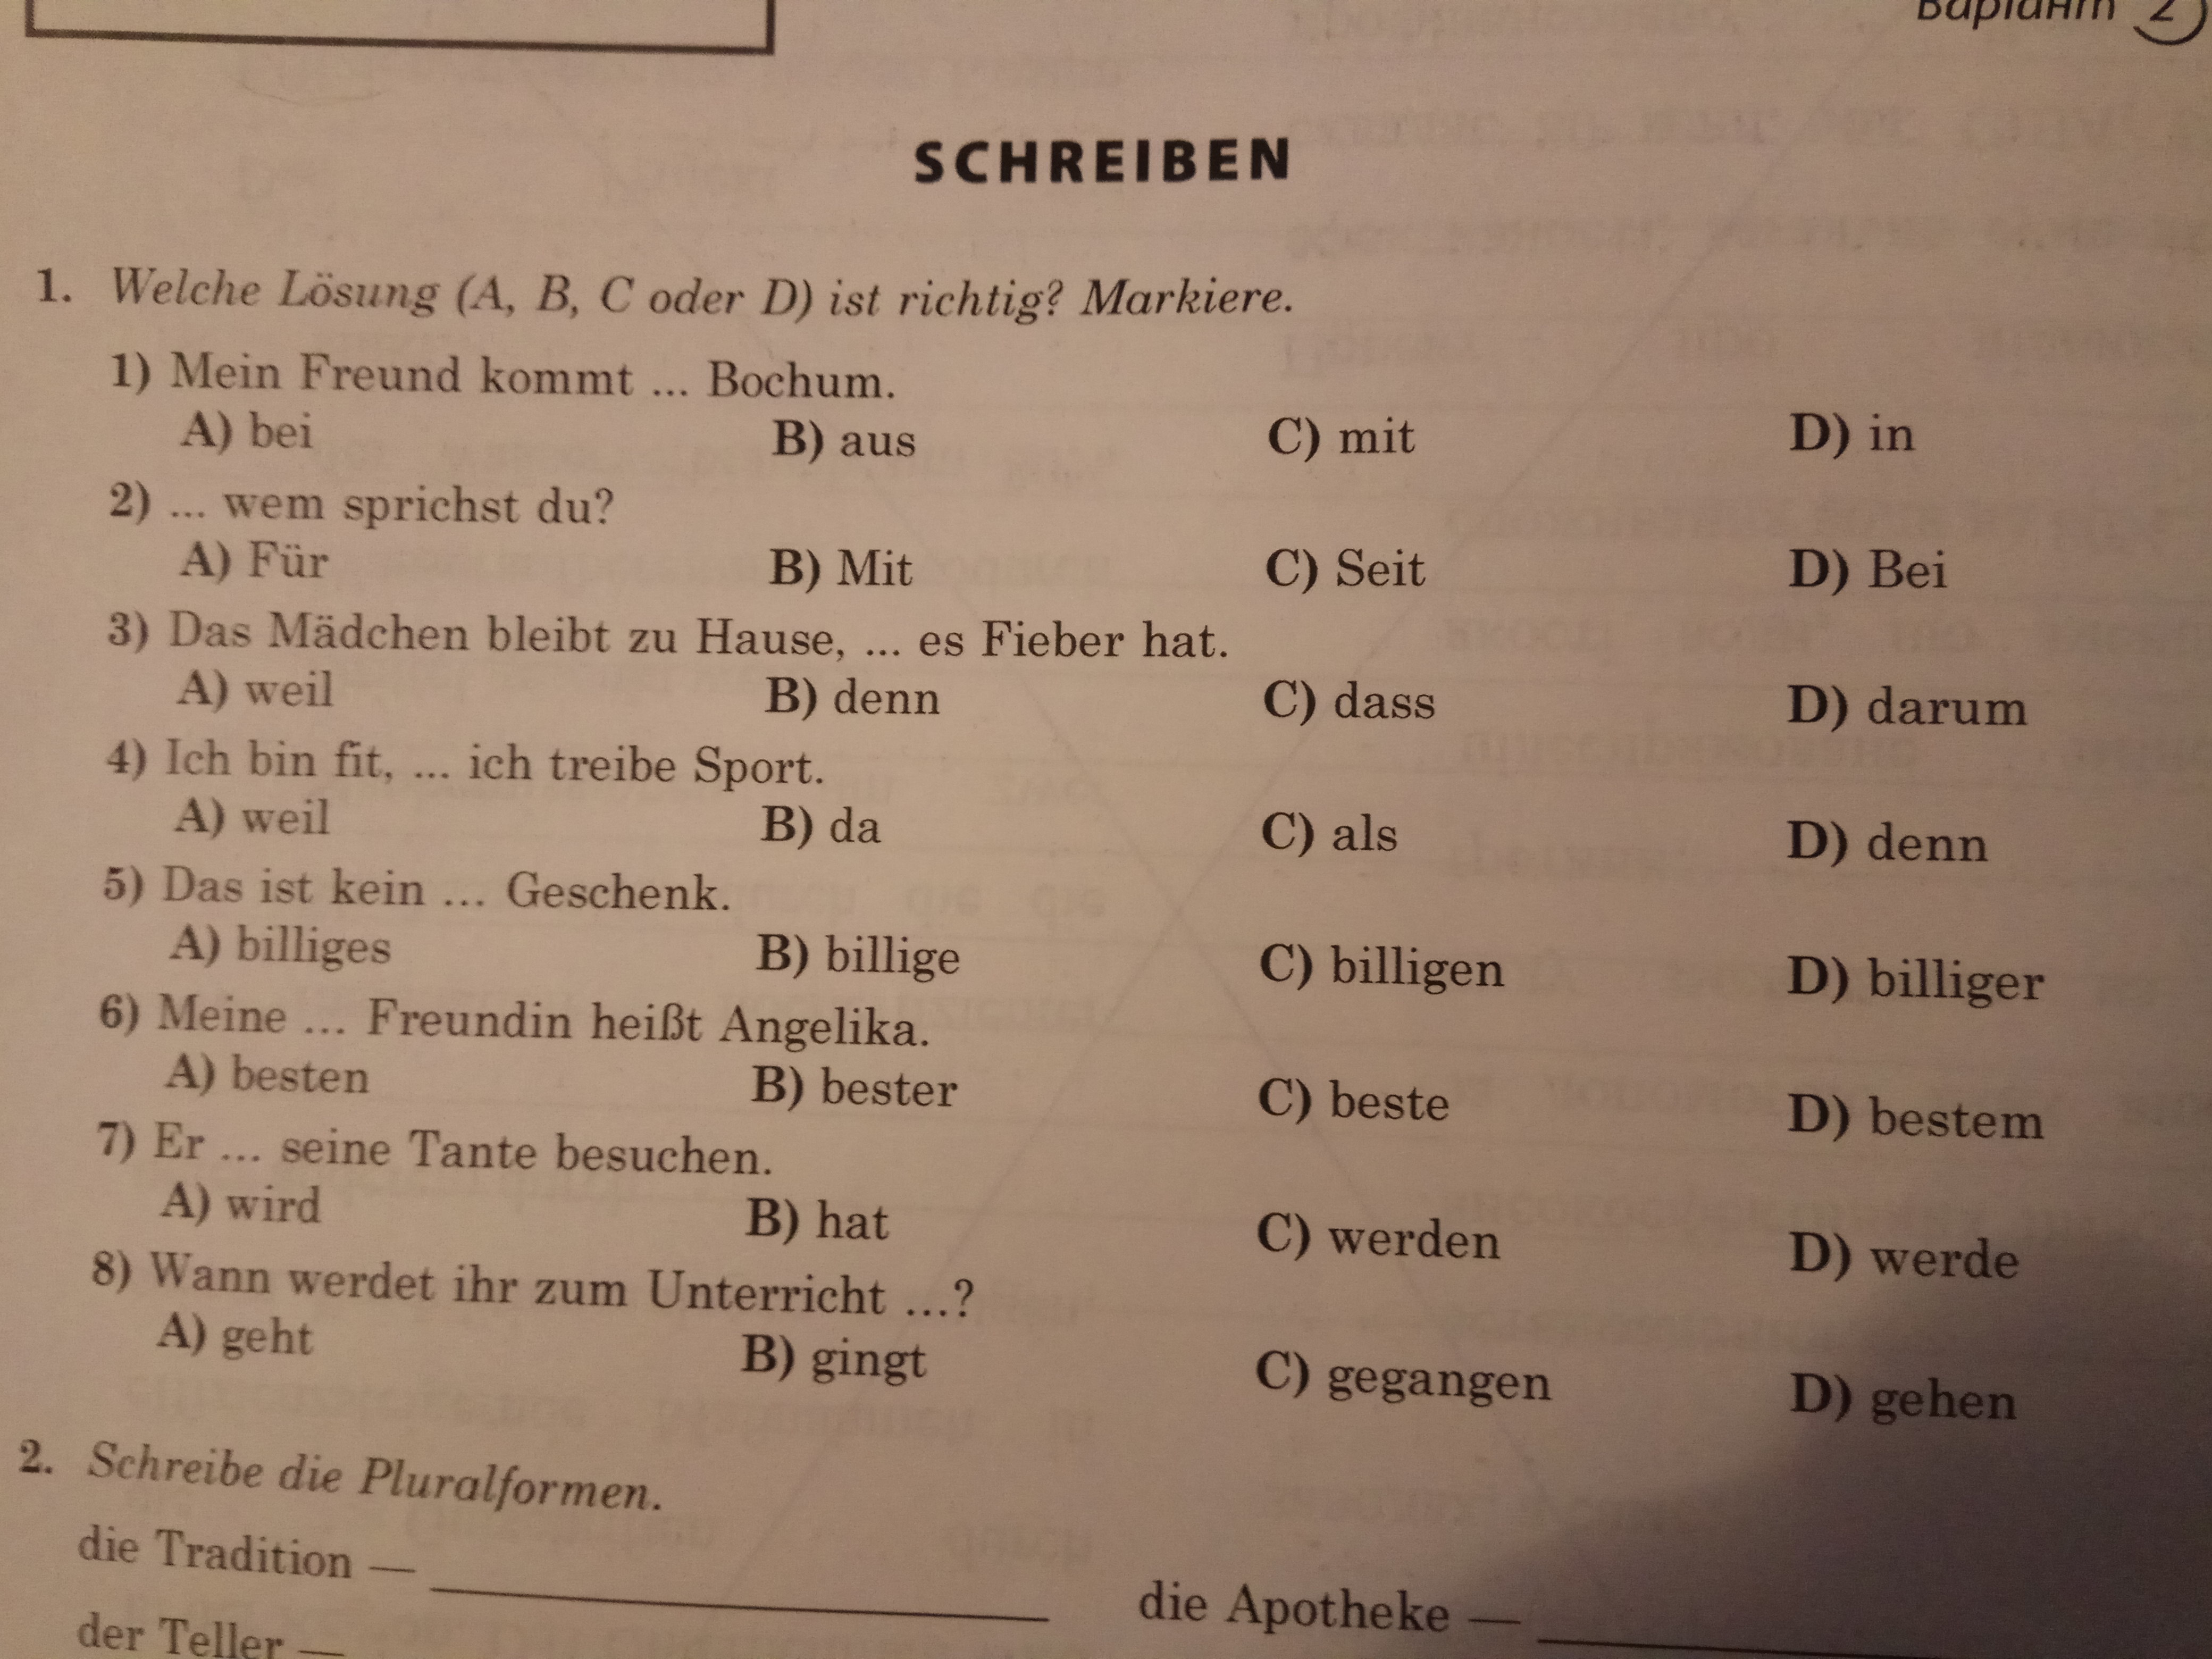 Варіант 2
SCHREIBEN
1. Welche Lösung (A, B, C oder D) ist richtig? Markiere.
1) Mein Freund kommt ... Bochum.
A) bei B) aus C) mit D) in
2) ... wem sprichst du?
A) Für B) Mit C) Seit D) Bei
3) Das Mädchen bleibt zu Hause, ... es Fieber hat.
A) weil B) denn C) dass D) darum
4) Ich bin fit, ... ich treibe Sport.
A) weil B) da C) als D) denn
5) Das ist kein ... Geschenk.
A) billiges B) billige C) billigen D) billiger
6) Meine ... Freundin heißt Angelika.
A) besten B) bester C) beste D) bestem
7) Er ... seine Tante besuchen.
A) wird B) hat C) werden D) werde
8) Wann werdet ihr zum Unterricht ...?
A) geht B) gingt C) gegangen D) gehen
2. Schreibe die Pluralformen.
die Tradition — die Apotheke —
der Teller —